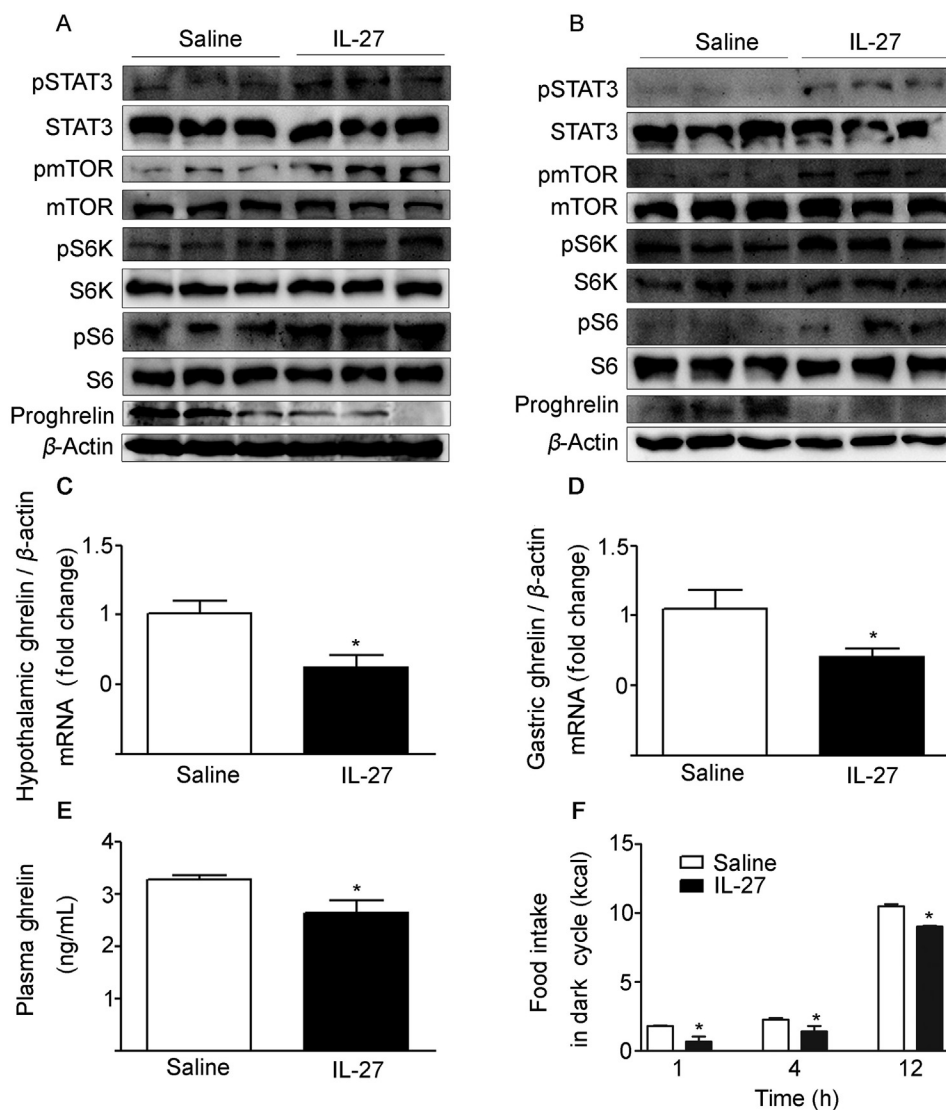 A
Saline IL-27
pSTAT3
STAT3
pmTOR
mTOR
pS6K
S6K
pS6
S6
Proghrelin
β-Actin
B
Saline IL-27
pSTAT3
STAT3
pmTOR
mTOR
pS6K
S6K
pS6
S6
Proghrelin
β-Actin
C
Hypothalamic ghrelin / β-actin
mRNA (fold change)
1.5
1
0
*
Saline IL-27
D
Gastric ghrelin / β-actin
mRNA (fold change)
1.5
1
0
*
Saline IL-27
E
Plasma ghrelin
(ng/mL)
4
3
2
1
*
Saline IL-27
F
Food intake
in dark cycle (kcal)
15
10
5
0
Saline
IL-27
* * *
1 4 12
Time (h)